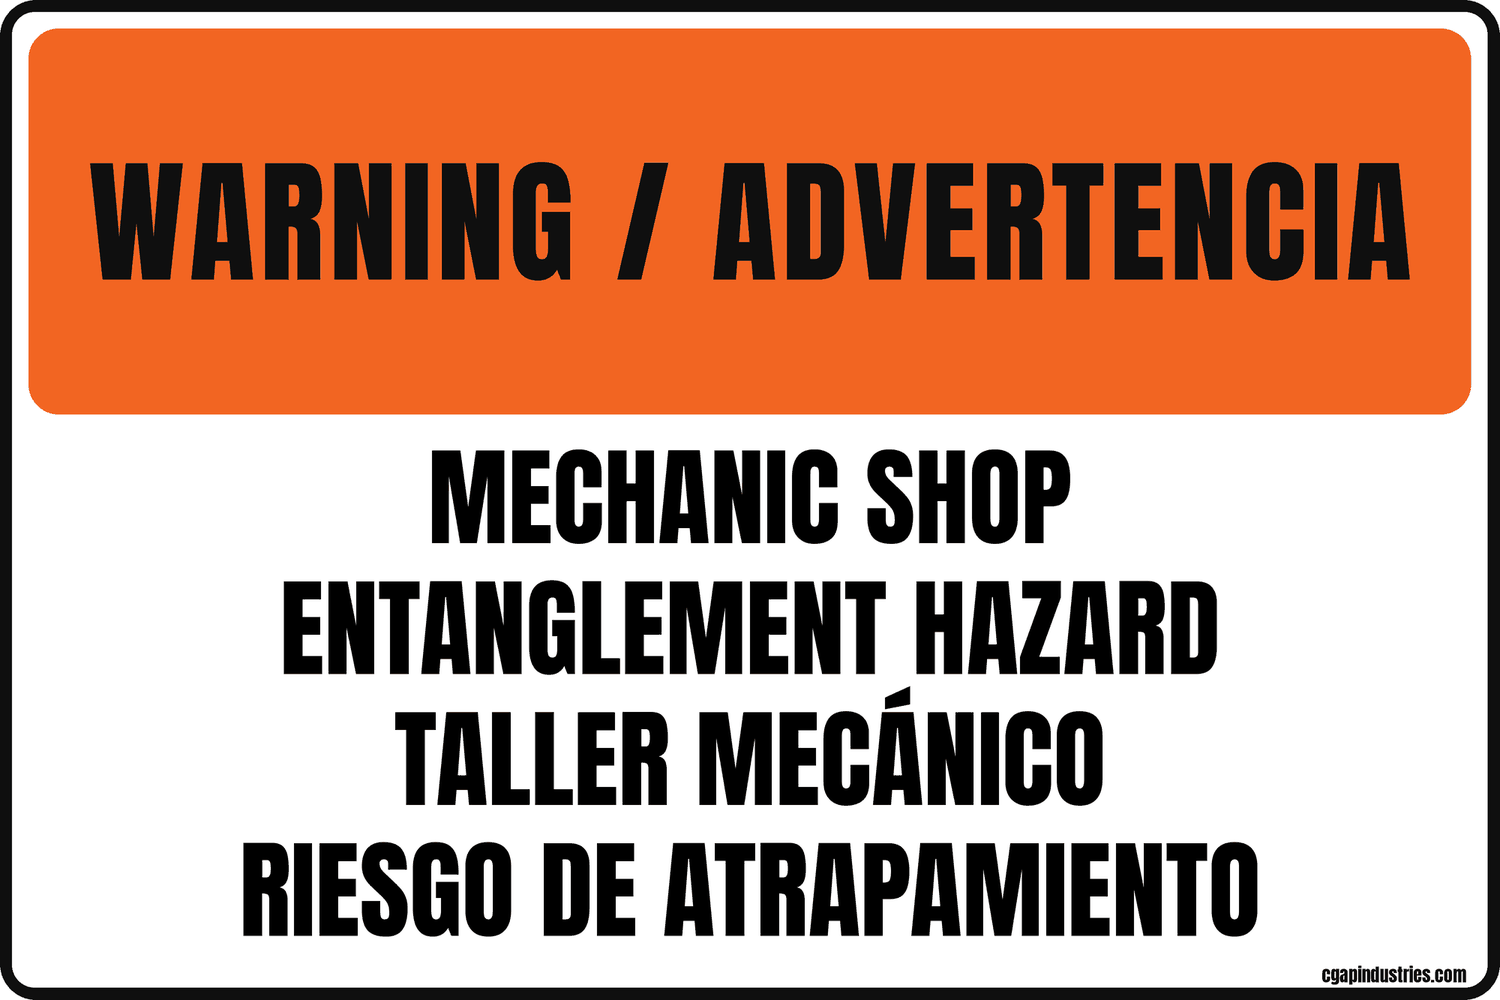 WARNING / ADVERTENCIA
MECHANIC SHOP
ENTANGLEMENT HAZARD
TALLER MECÁNICO
RIESGO DE ATRAPAMIENTO
cgapindustries.com